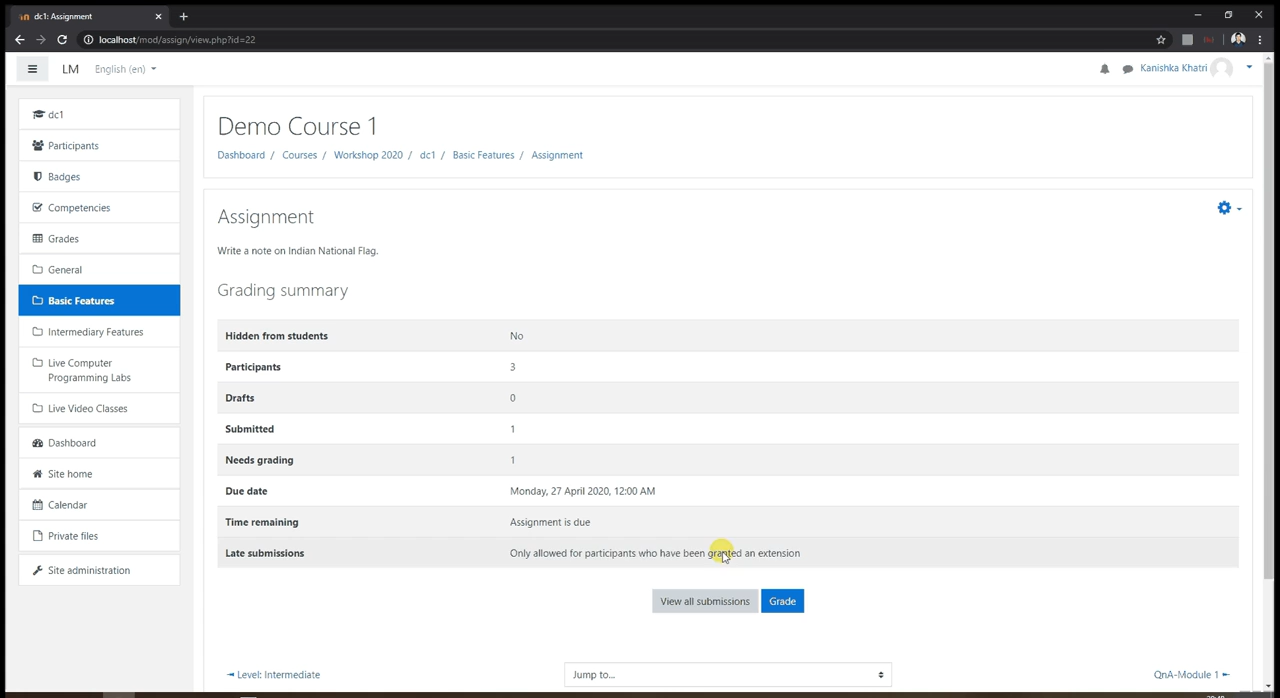 dc1: Assignment
localhost/mod/assign/view.php?id=22
LM English (en)
Kanishka Khatri
dc1
Participants
Badges
Competencies
Grades
General
Basic Features
Intermediary Features
Live Computer
Programming Labs
Live Video Classes
Dashboard
Site home
Calendar
Private files
Site administration
Demo Course 1
Dashboard / Courses / Workshop 2020 / dc1 / Basic Features / Assignment
Assignment
Write a note on Indian National Flag.
Grading summary
Hidden from students No
Participants 3
Drafts 0
Submitted 1
Needs grading 1
Due date Monday, 27 April 2020, 12:00 AM
Time remaining Assignment is due
Late submissions Only allowed for participants who have been granted an extension
View all submissions Grade
◄ Level: Intermediate Jump to... QnA-Module 1 ►